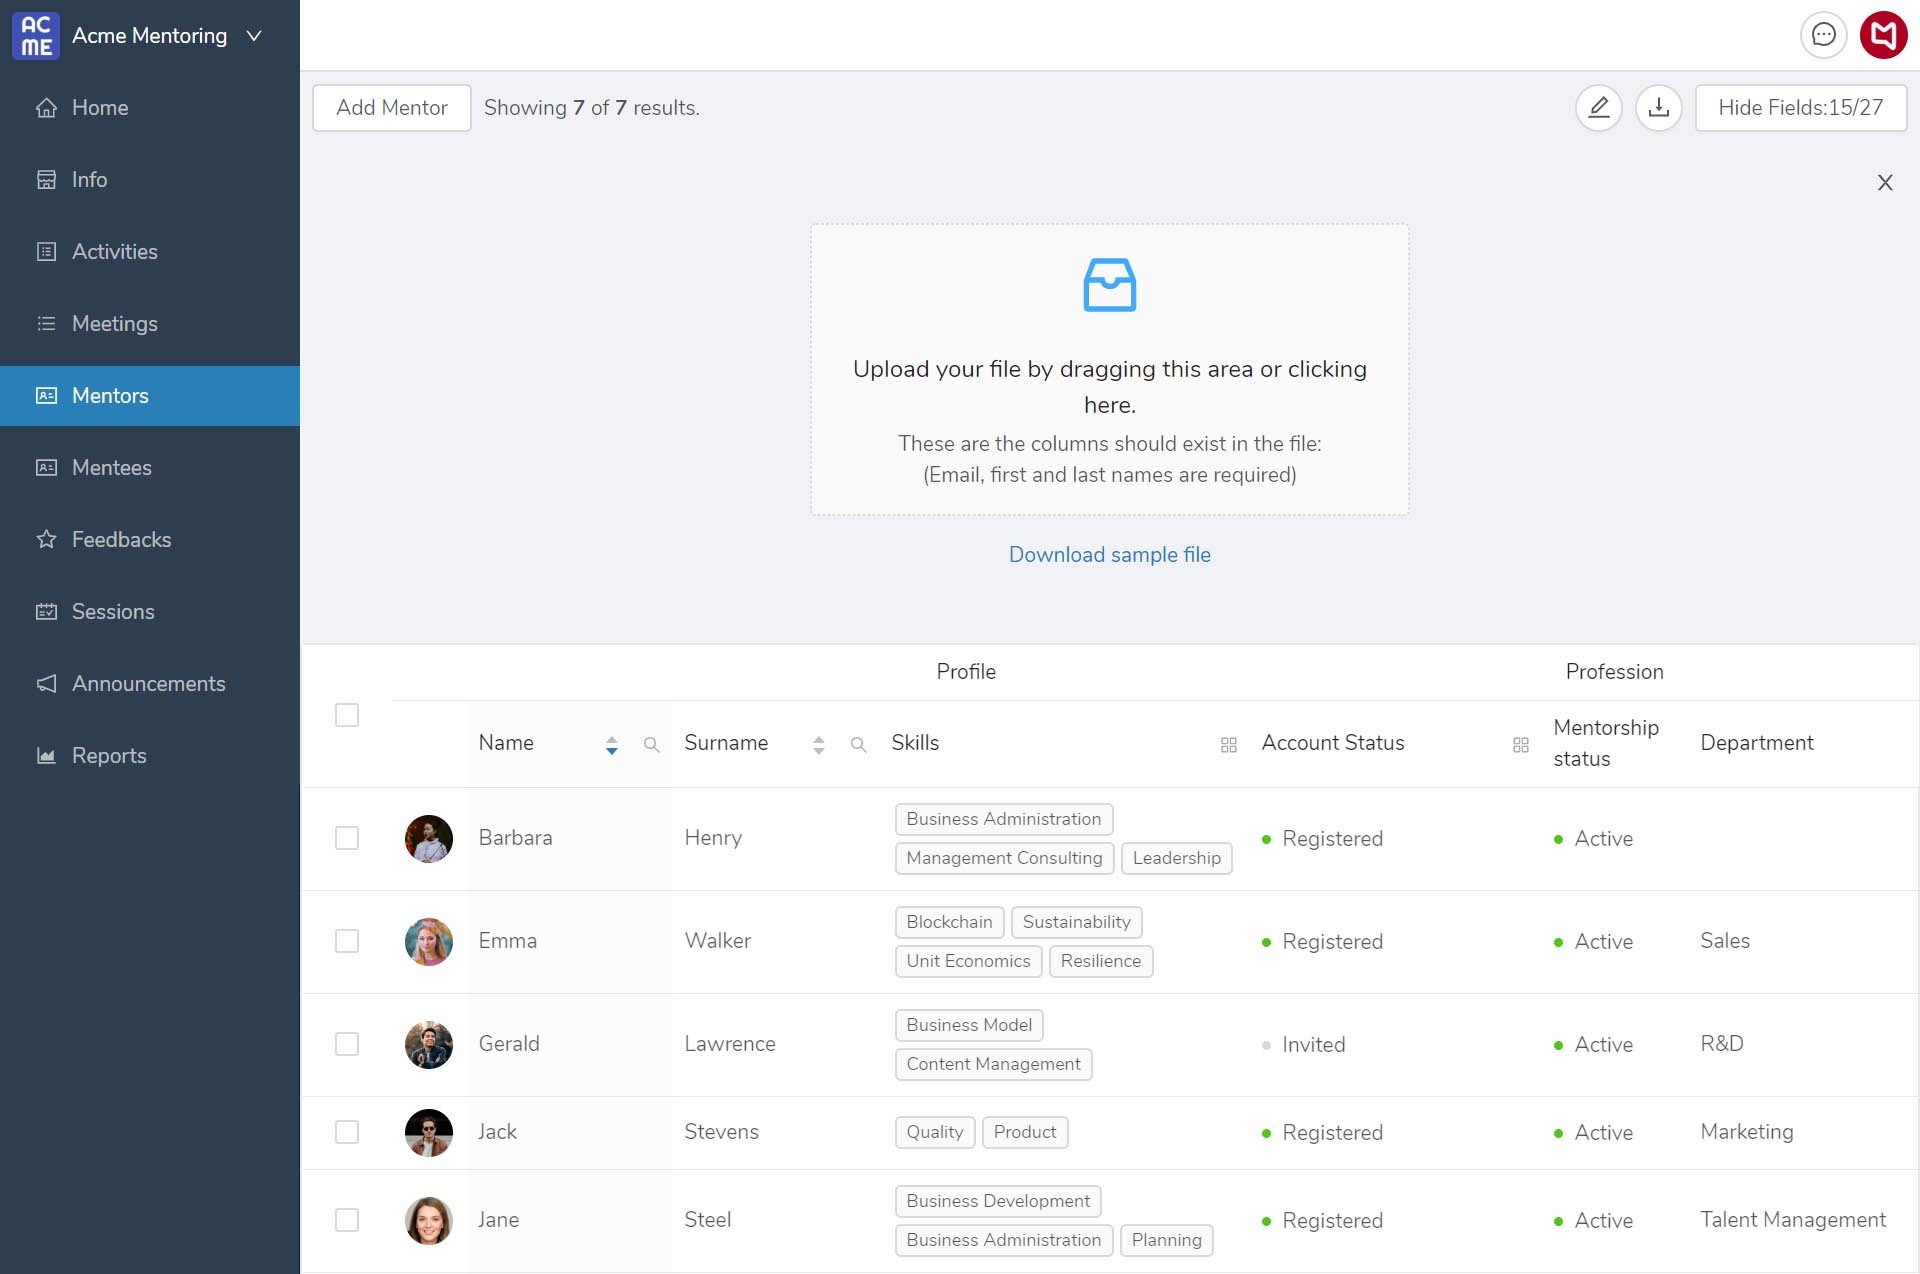 AC
ME
Acme Mentoring
Home
Info
Activities
Meetings
Mentors
Mentees
Feedbacks
Sessions
Announcements
Reports
Add Mentor
Showing 7 of 7 results.
Hide Fields:15/27
X
Upload your file by dragging this area or clicking
here.
These are the columns should exist in the file:
(Email, first and last names are required)
Download sample file
Profile Profession
Name Surname Skills Account Status Mentorship status Department
Barbara Henry Business Administration Management Consulting Leadership Registered Active
Emma Walker Blockchain Sustainability Unit Economics Resilience Registered Active Sales
Gerald Lawrence Business Model Content Management Invited Active R&D
Jack Stevens Quality Product Registered Active Marketing
Jane Steel Business Development Business Administration Planning Registered Active Talent Management